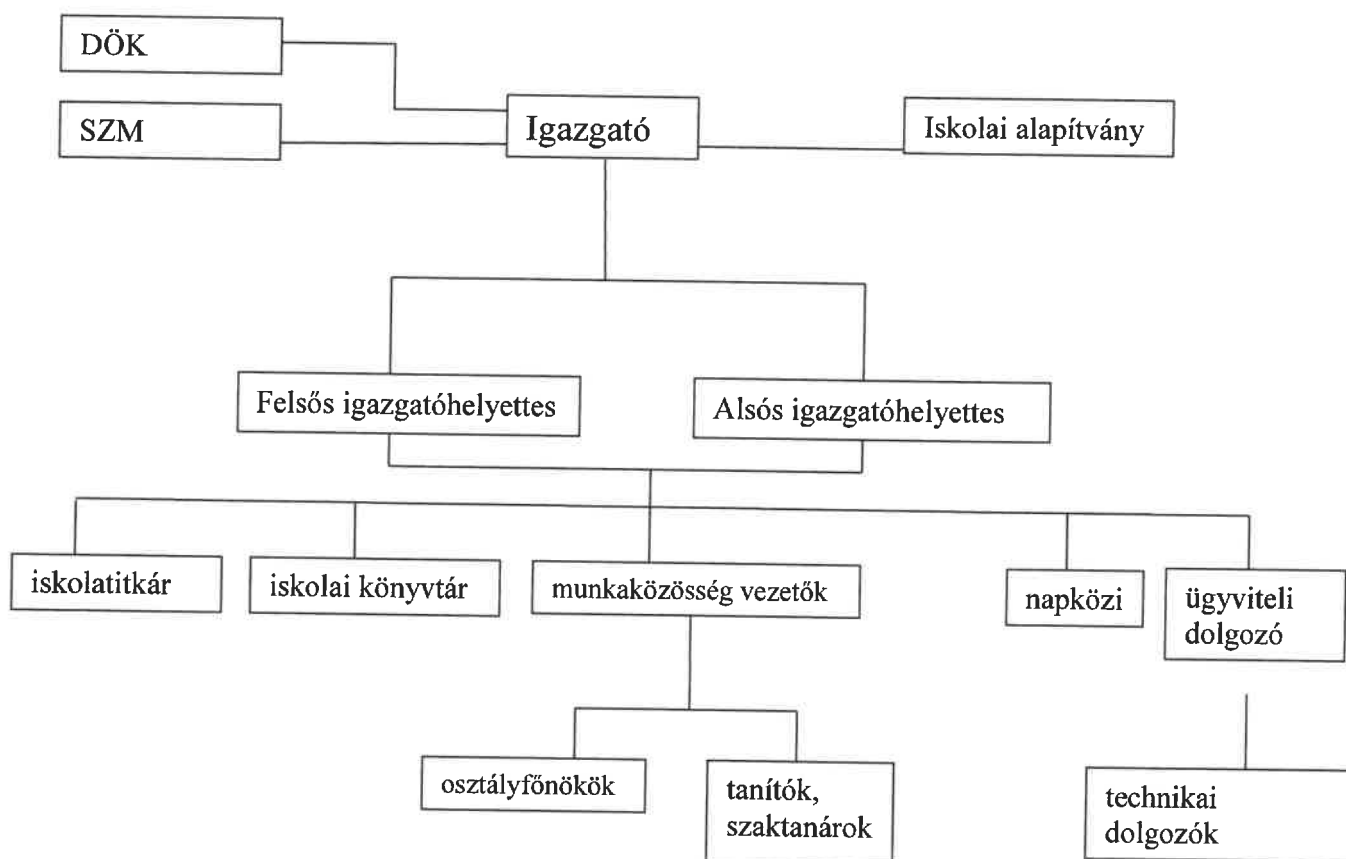 DÖK
SZM
Igazgató
Iskolai alapítvány
Felsős igazgatóhelyettes
Alsós igazgatóhelyettes
iskolatitkár
iskolai könyvtár
munkaközösség vezetők
napközi
ügyviteli
dolgozó
osztályfőnökök
tanítók,
szaktanárok
technikai
dolgozók